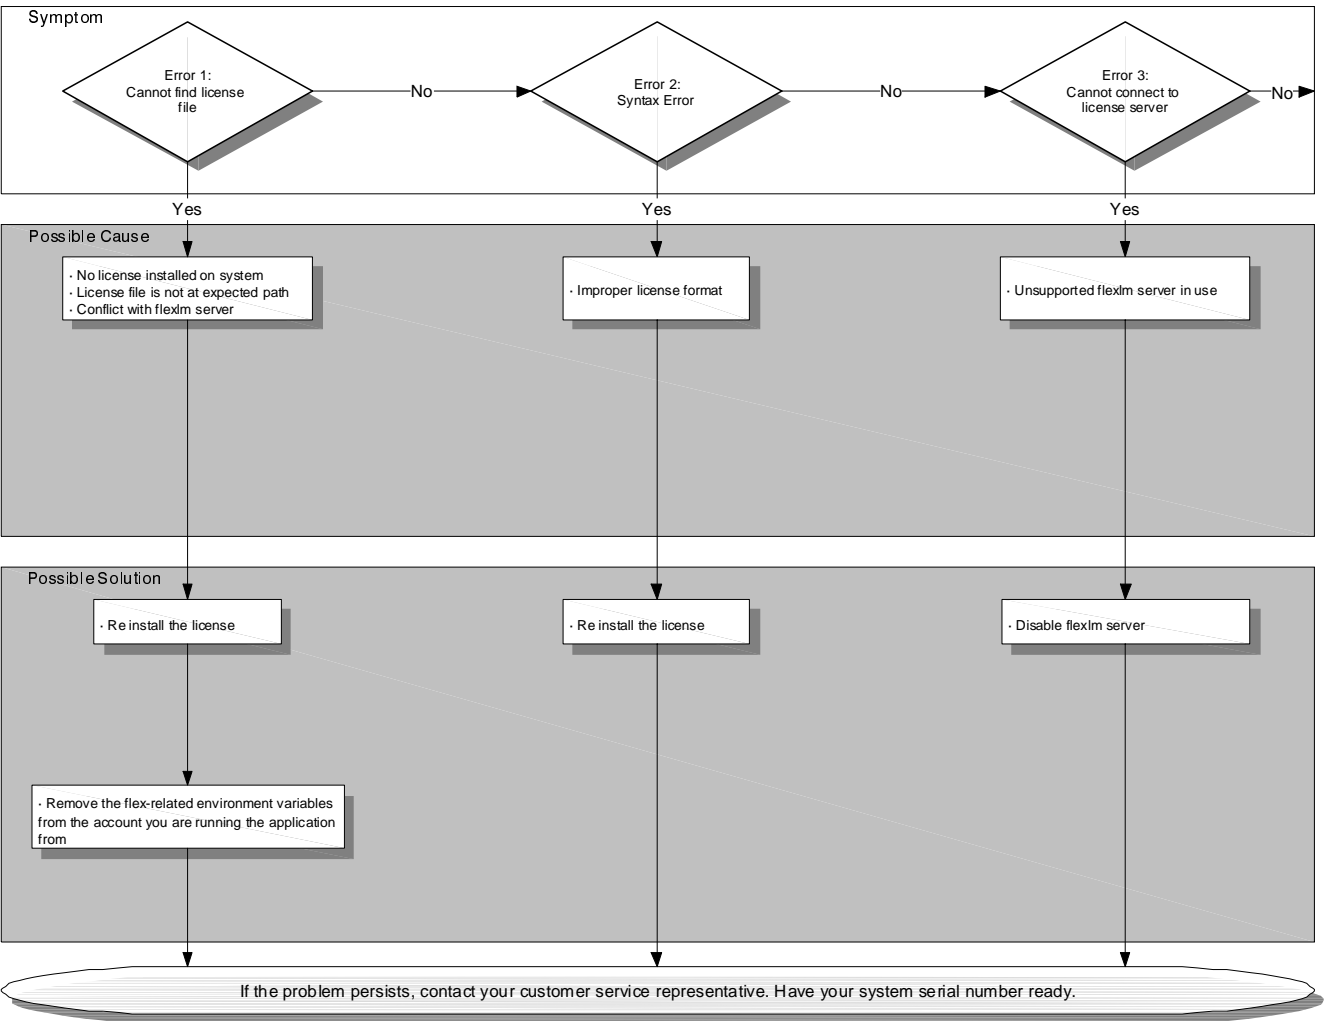 Symptom
Error 1:
Cannot find license
file
No
Error 2:
Syntax Error
No
Error 3:
Cannot connect to
license server
No
Yes
Yes
Yes
Possible Cause
· No license installed on system
· License file is not at expected path
· Conflict with flexlm server
· Improper license format
· Unsupported flexlm server in use
Possible Solution
· Re install the license
· Re install the license
· Disable flexlm server
· Remove the flex-related environment variables
from the account you are running the application
from
If the problem persists, contact your customer service representative. Have your system serial number ready.